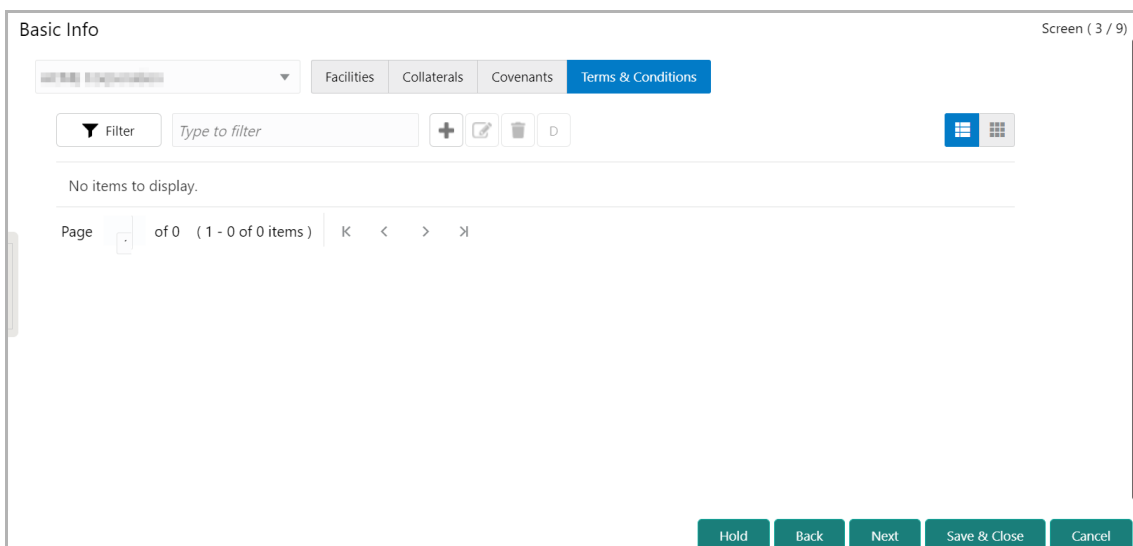 Basic Info
Screen ( 3 / 9)
Facilities Collaterals Covenants Terms & Conditions
Filter Type to filter D
No items to display.
Page of 0 ( 1 - 0 of 0 items )
Hold Back Next Save & Close Cancel